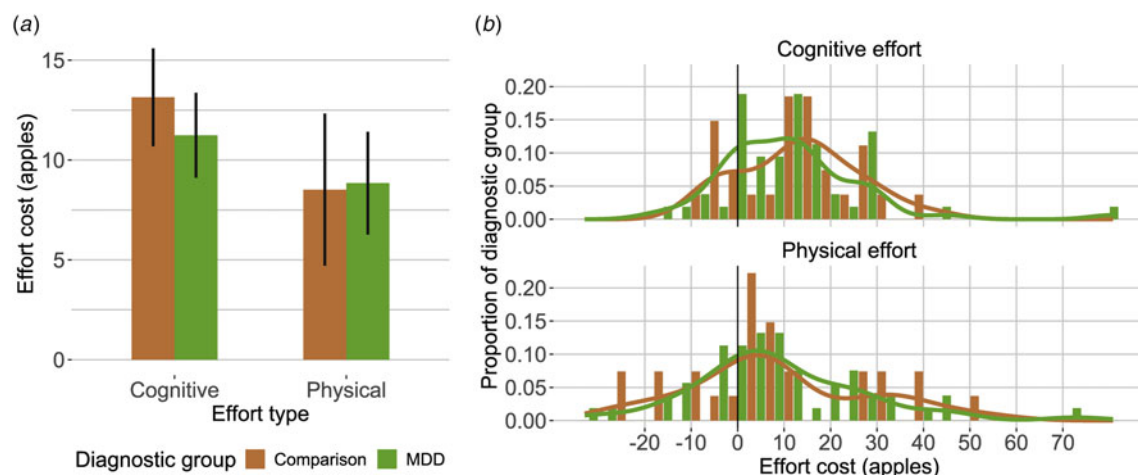 (a)
Effort cost (apples)
15
10
5
0
Cognitive
Physical
Effort type
Diagnostic group
Comparison
MDD
(b)
Proportion of diagnostic group
Cognitive effort
0.20
0.15
0.10
0.05
0.00
Physical effort
0.20
0.15
0.10
0.05
0.00
-20 -10 0 10 20 30 40 50 60 70
Effort cost (apples)